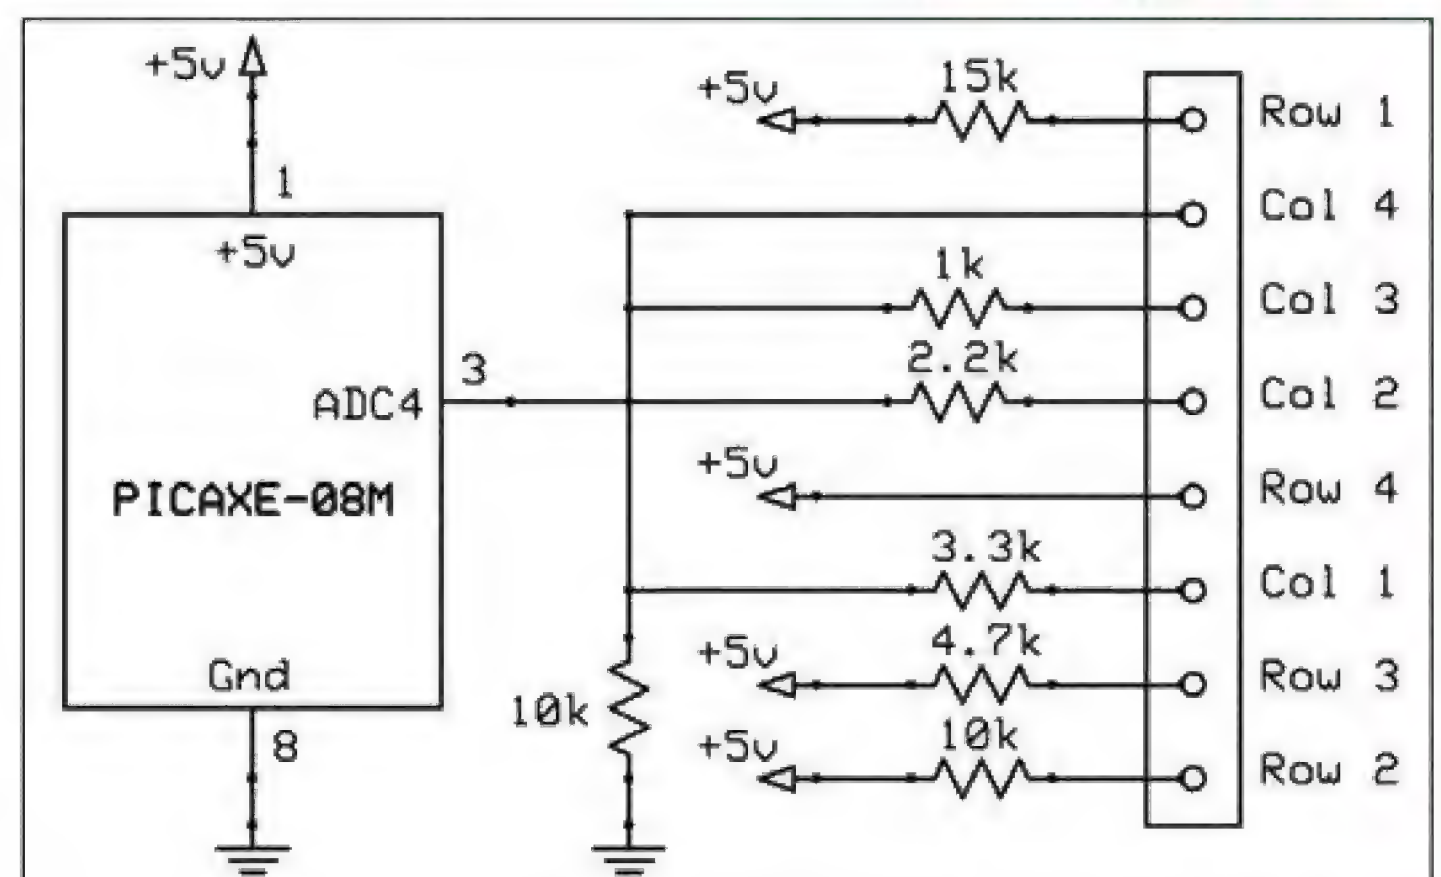 +5v
1
+5v
ADC4
3
PICAXE-08M
Gnd
8
10k
+5v
15k
Row 1
Col 4
1k
Col 3
2.2k
Col 2
+5v
Row 4
3.3k
Col 1
+5v
4.7k
Row 3
+5v
10k
Row 2